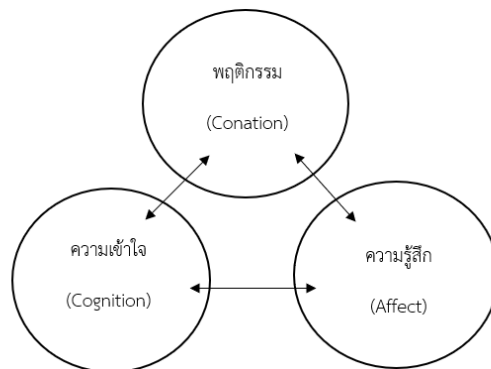 พฤติกรรม
(Conation)
ความเข้าใจ
(Cognition)
ความรู้สึก
(Affect)